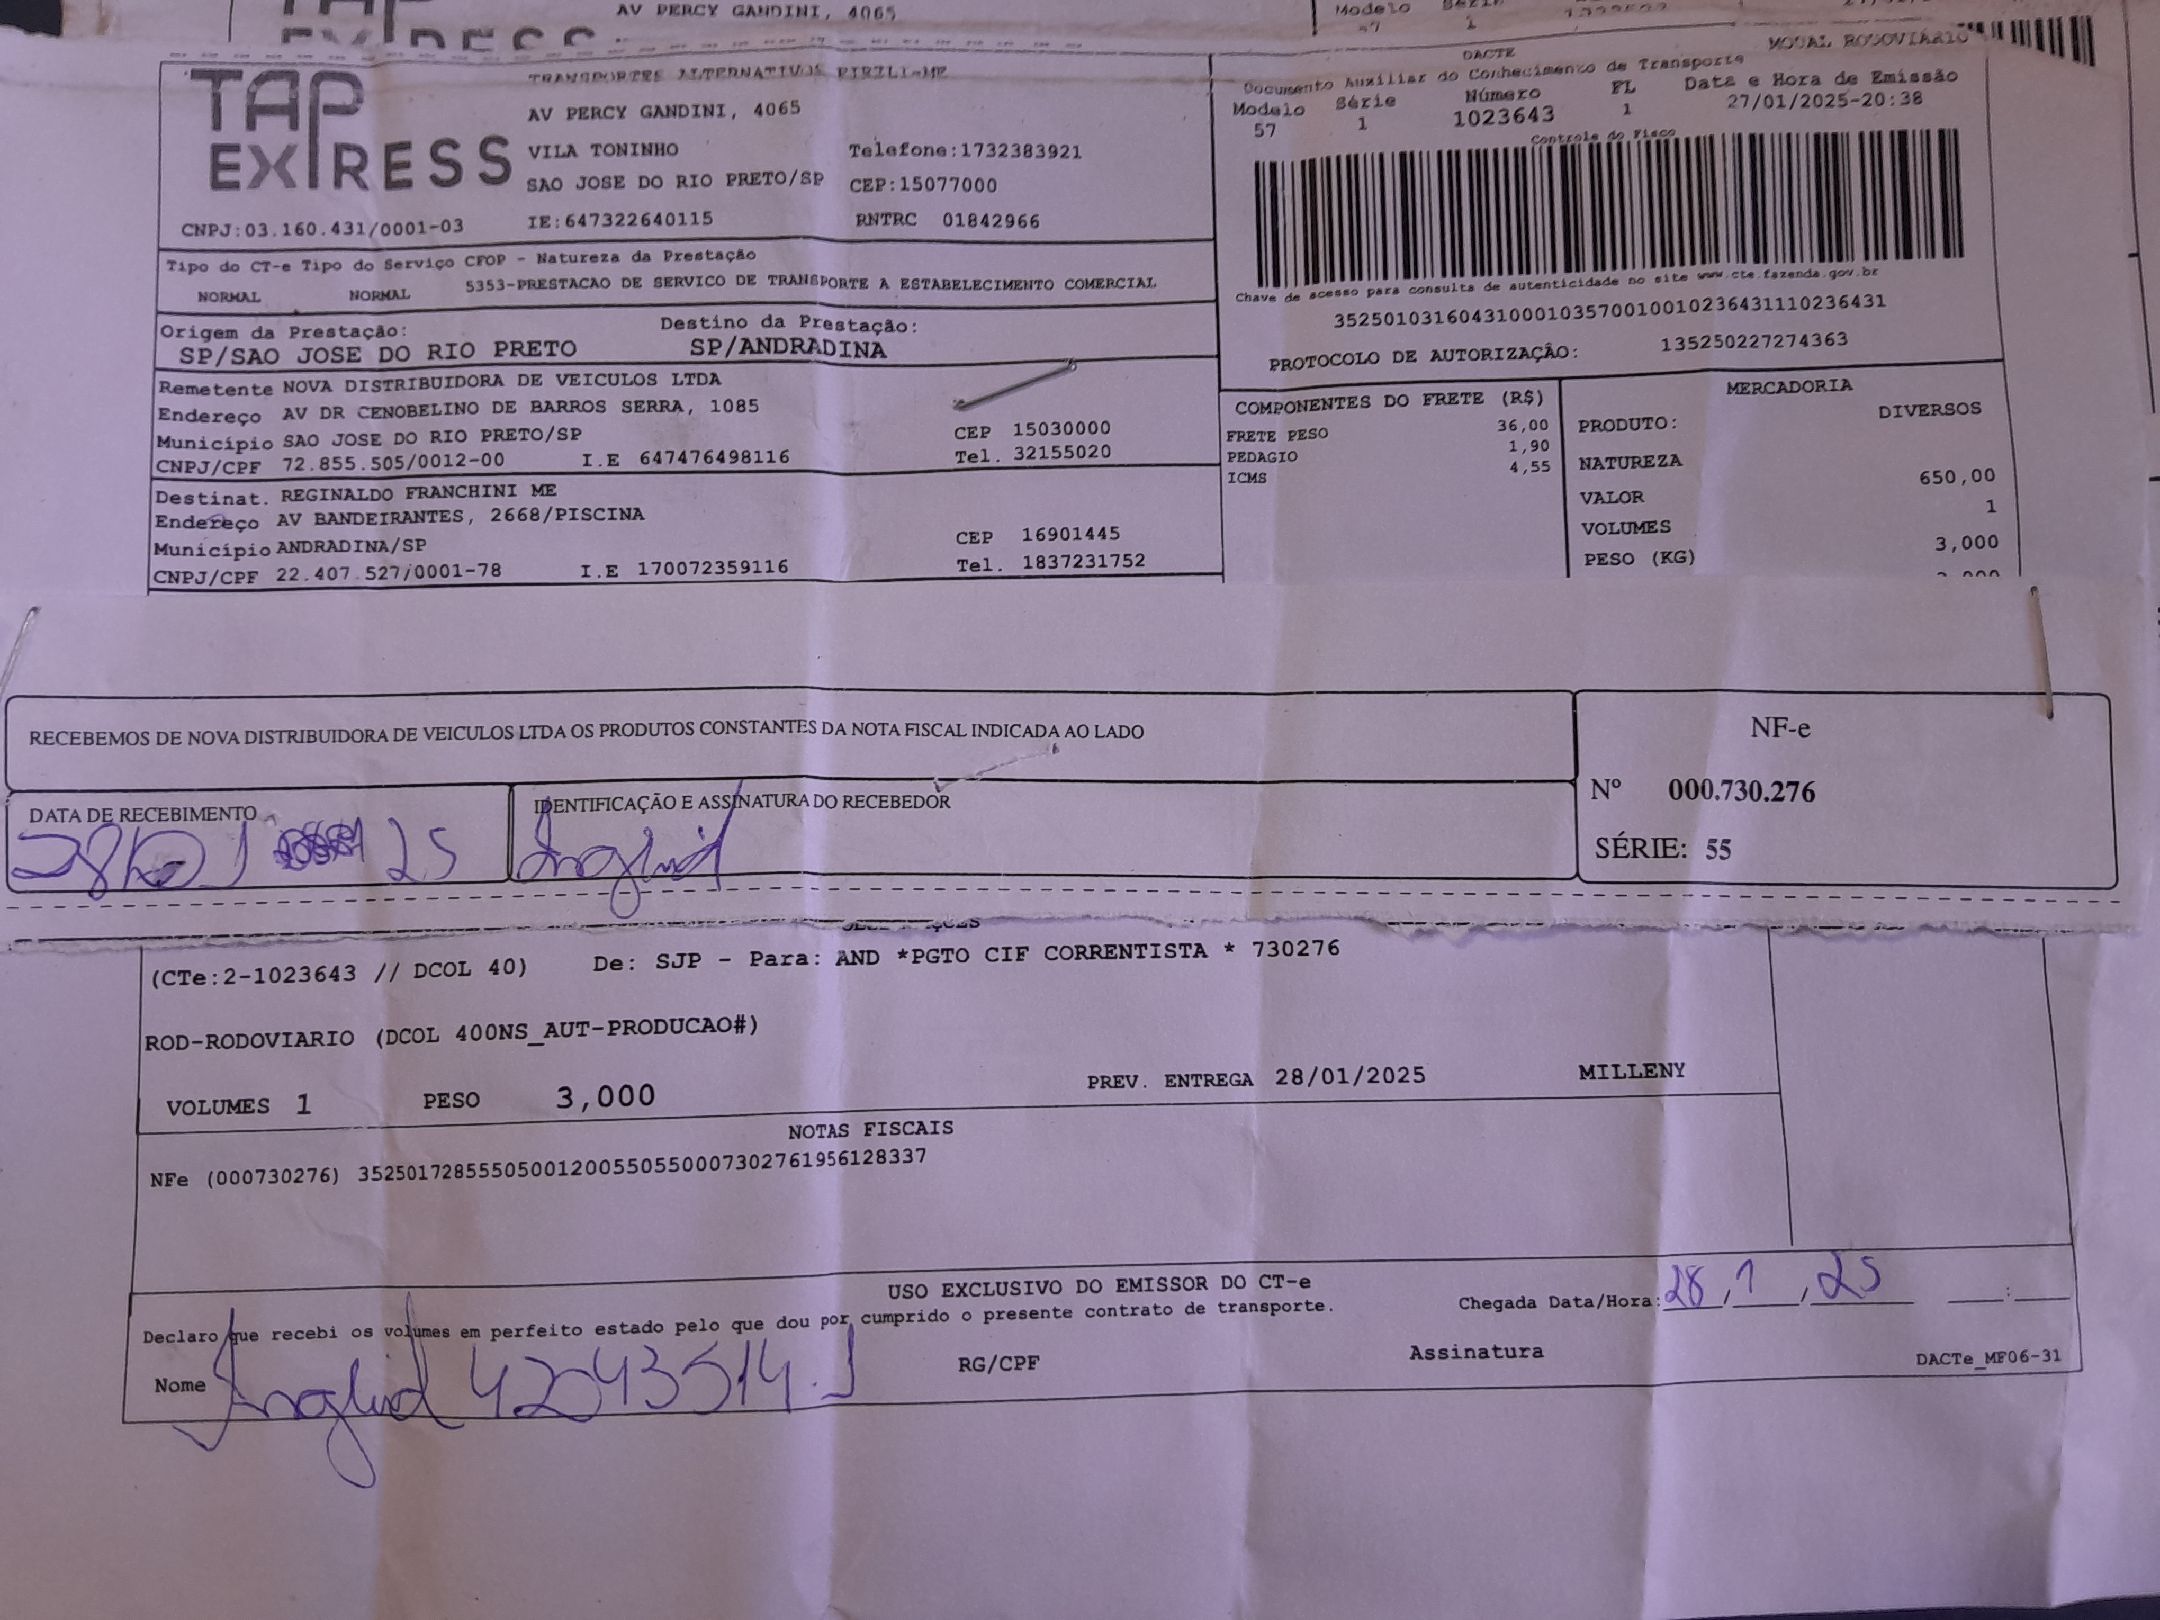 AV PERCY GANDINI, 4065
Modelo
57 1
TAP EXPRESS
TRANSPORTES ALTERNATIVOS EIRELI-ME
AV PERCY GANDINI, 4065
VILA TONINHO Telefone:1732383921
SAO JOSE DO RIO PRETO/SP CEP:15077000
CNPJ:03.160.431/0001-03 IE:647322640115 RNTRC 01842966
DACTE MODAL RODOVIÁRIO
Documento Auxiliar do Conhecimento de Transporte
Modelo Série Número FL Data e Hora de Emissão
57 1 1023643 1 27/01/2025-20:38
Controle do Fisco
Chave de acesso para consulta de autenticidade no site www.cte.fazenda.gov.br
35250103160431000103570010010236431110236431
PROTOCOLO DE AUTORIZAÇÂO: 135250227274363
Tipo do CT-e Tipo do Serviço CFOP - Natureza da Prestação
NORMAL NORMAL 5353-PRESTACAO DE SERVICO DE TRANSPORTE A ESTABELECIMENTO COMERCIAL
Origem da Prestação: Destino da Prestação:
SP/SAO JOSE DO RIO PRETO SP/ANDRADINA
Remetente NOVA DISTRIBUIDORA DE VEICULOS LTDA
Endereço AV DR CENOBELINO DE BARROS SERRA, 1085
Município SAO JOSE DO RIO PRETO/SP CEP 15030000
CNPJ/CPF 72.855.505/0012-00 I.E 647476498116 Tel. 32155020
Destinat. REGINALDO FRANCHINI ME
Endereço AV BANDEIRANTES, 2668/PISCINA
Município ANDRADINA/SP CEP 16901445
CNPJ/CPF 22.407.527/0001-78 I.E 170072359116 Tel. 1837231752
COMPONENTES DO FRETE (R$)
FRETE PESO 36,00
PEDAGIO 1,90
ICMS 4,55
MERCADORIA
PRODUTO: DIVERSOS
NATUREZA
VALOR 650,00
VOLUMES 1
PESO (KG) 3,000
RECEBEMOS DE NOVA DISTRIBUIDORA DE VEICULOS LTDA OS PRODUTOS CONSTANTES DA NOTA FISCAL INDICADA AO LADO
DATA DE RECEBIMENTO IDENTIFICAÇÃO E ASSINATURA DO RECEBEDOR
25
NF-e
Nº 000.730.276
SÉRIE: 55
(CTe:2-1023643 // DCOL 40) De: SJP - Para: AND *PGTO CIF CORRENTISTA * 730276
ROD-RODOVIARIO (DCOL 400NS_AUT-PRODUCAO#)
VOLUMES 1 PESO 3,000 PREV. ENTREGA 28/01/2025 MILLENY
NOTAS FISCAIS
NFe (000730276) 35250172855505001200550550007302761956128337
USO EXCLUSIVO DO EMISSOR DO CT-e
Declaro que recebi os volumes em perfeito estado pelo que dou por cumprido o presente contrato de transporte.
Chegada Data/Hora: 28,1,25 :
Nome RG/CPF Assinatura
DACTe_MF06-31